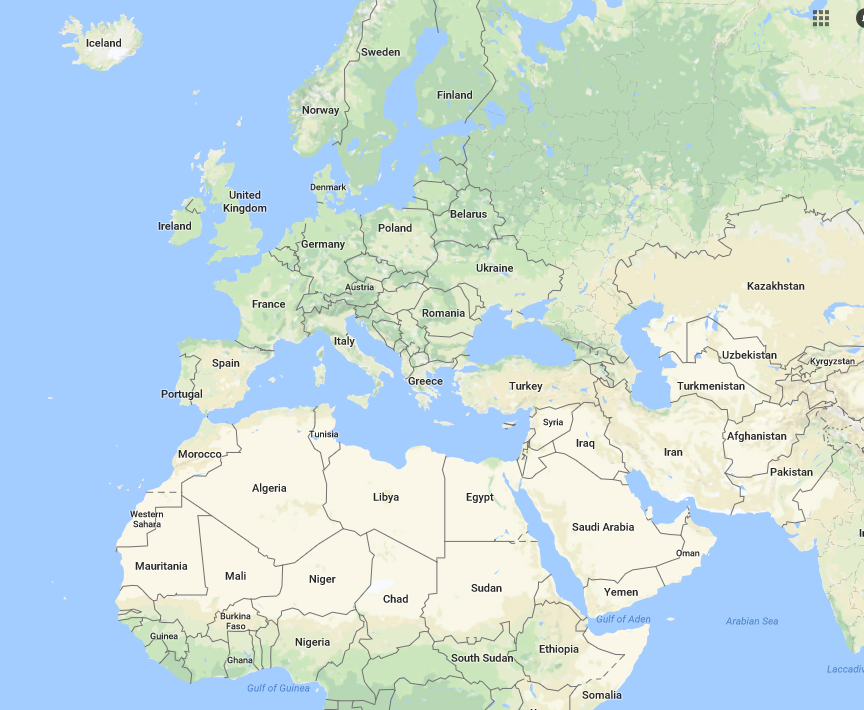 Iceland
Sweden
Finland
Norway
Denmark
United
Kingdom
Ireland
Belarus
Poland
Germany
Ukraine
Austria
Kazakhstan
France
Romania
Italy
Uzbekistan
Kyrgyzstan
Spain
Greece
Turkey
Turkmenistan
Portugal
Syria
Tunisia
Afghanistan
Iraq
Morocco
Iran
Pakistan
Algeria
Libya
Egypt
Western
Sahara
Saudi Arabia
Oman
Mauritania
Mali
Niger
Sudan
Yemen
Chad
Burkina
Faso
Gulf of Aden
Arabian Sea
Guinea
Nigeria
Ethiopia
Ghana
South Sudan
Laccadiv
Gulf of Guinea
Somalia